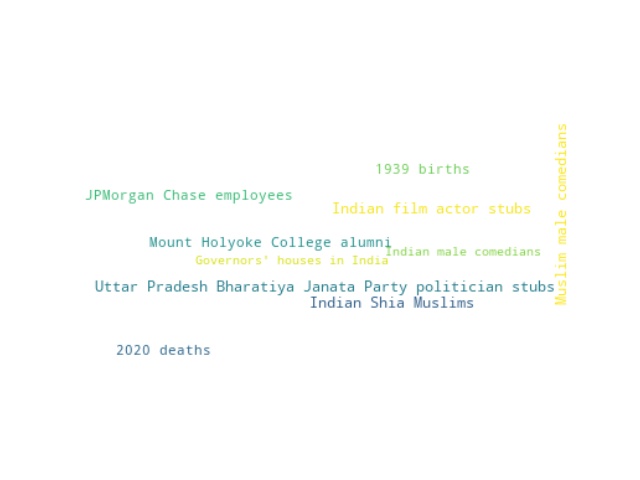 Muslim male comedians
1939 births
JPMorgan Chase employees
Indian film actor stubs
Mount Holyoke College alumni
Indian male comedians
Governors' houses in India
Uttar Pradesh Bharatiya Janata Party politician stubs
Indian Shia Muslims
2020 deaths